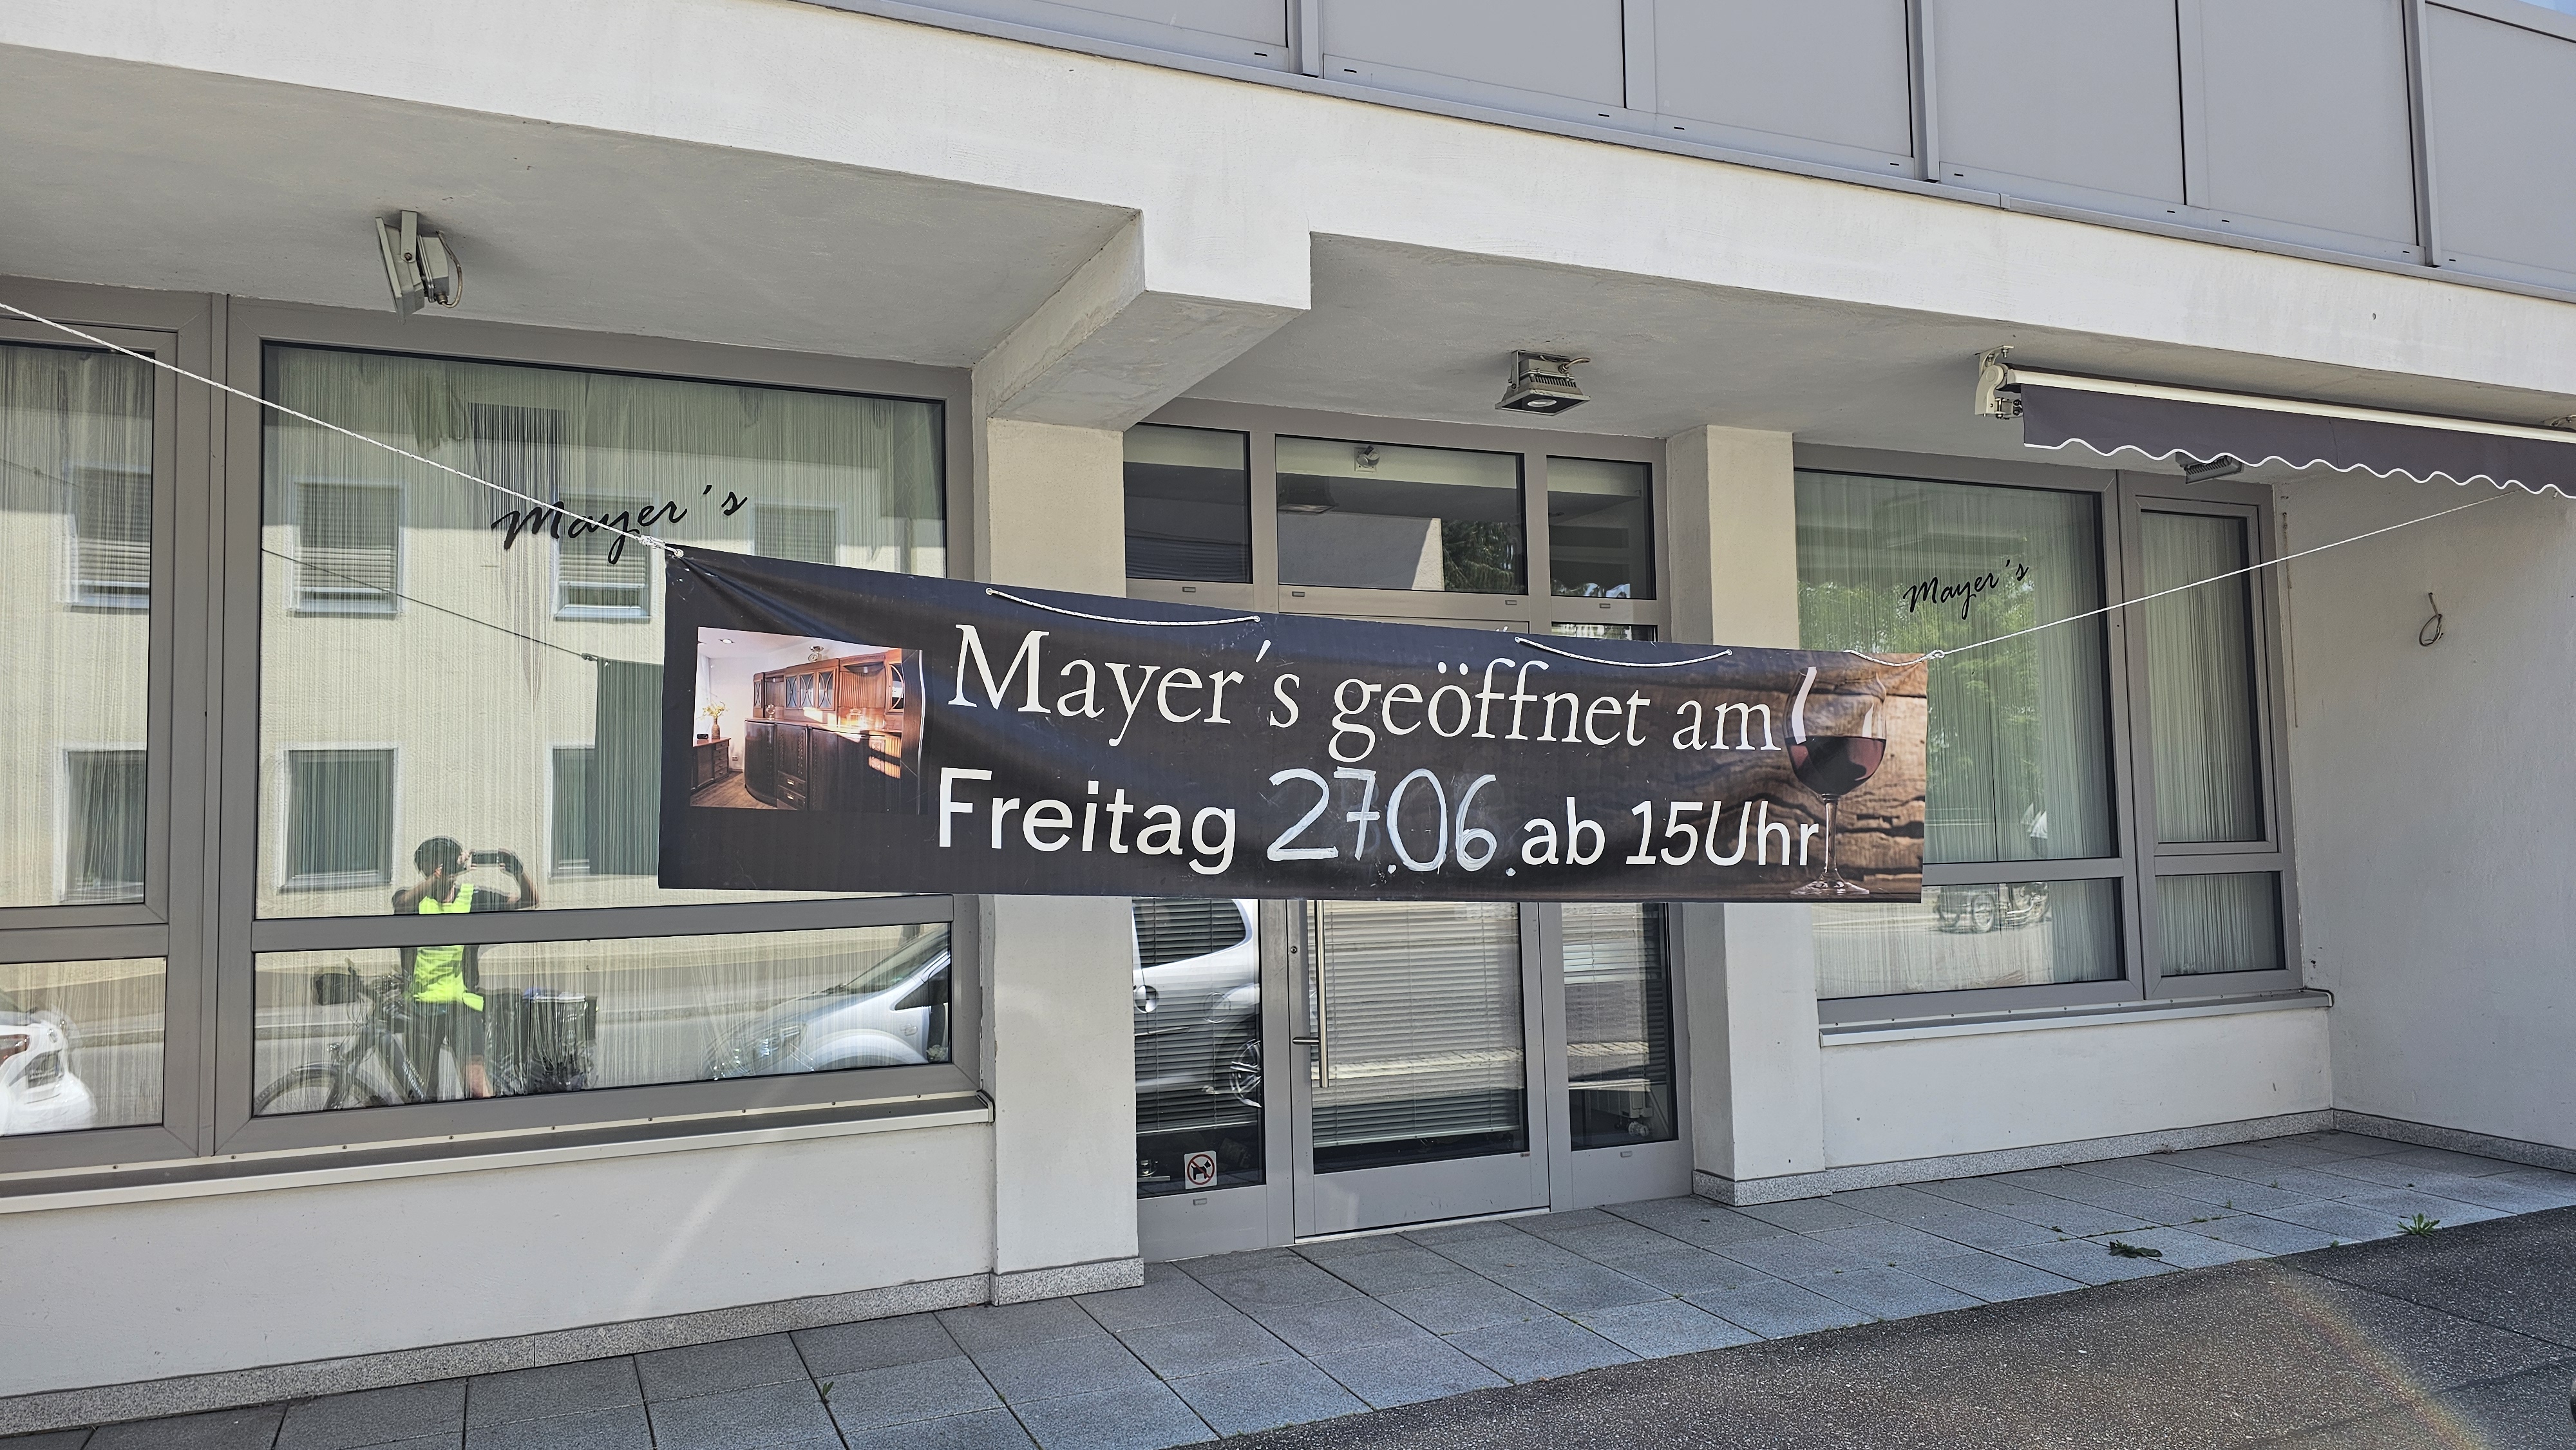 Mayer´s
Mayer´s
Mayer´s geöffnet am
Freitag 27.06. ab 15Uhr